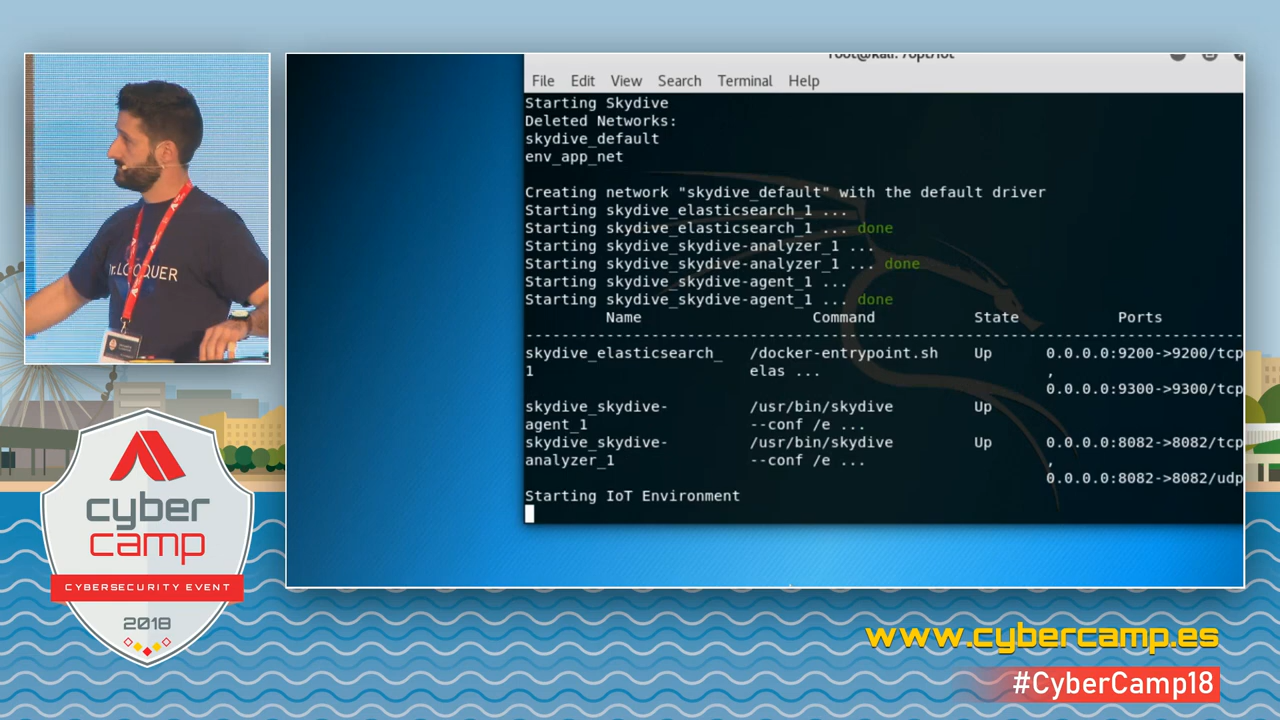 root@kali: /opt/iot
File Edit View Search Terminal Help
Starting Skydive
Deleted Networks:
skydive_default
env_app_net
Creating network "skydive_default" with the default driver
Starting skydive_elasticsearch_1 ...
Starting skydive_elasticsearch_1 ... done
Starting skydive_skydive-analyzer_1 ...
Starting skydive_skydive-analyzer_1 ... done
Starting skydive_skydive-agent_1 ...
Starting skydive_skydive-agent_1 ... done
Name Command State Ports
--------------------------------------------------------------------------------
skydive_elasticsearch_ /docker-entrypoint.sh Up 0.0.0.0:9200->9200/tcp
1 elas ... ,
0.0.0.0:9300->9300/tcp
skydive_skydive- /usr/bin/skydive Up
agent_1 --conf /e ...
skydive_skydive- /usr/bin/skydive Up 0.0.0.0:8082->8082/tcp
analyzer_1 --conf /e ... ,
0.0.0.0:8082->8082/udp
Starting IoT Environment
cyber
camp
CYBERSECURITY EVENT
2018
www.cybercamp.es
#CyberCamp18